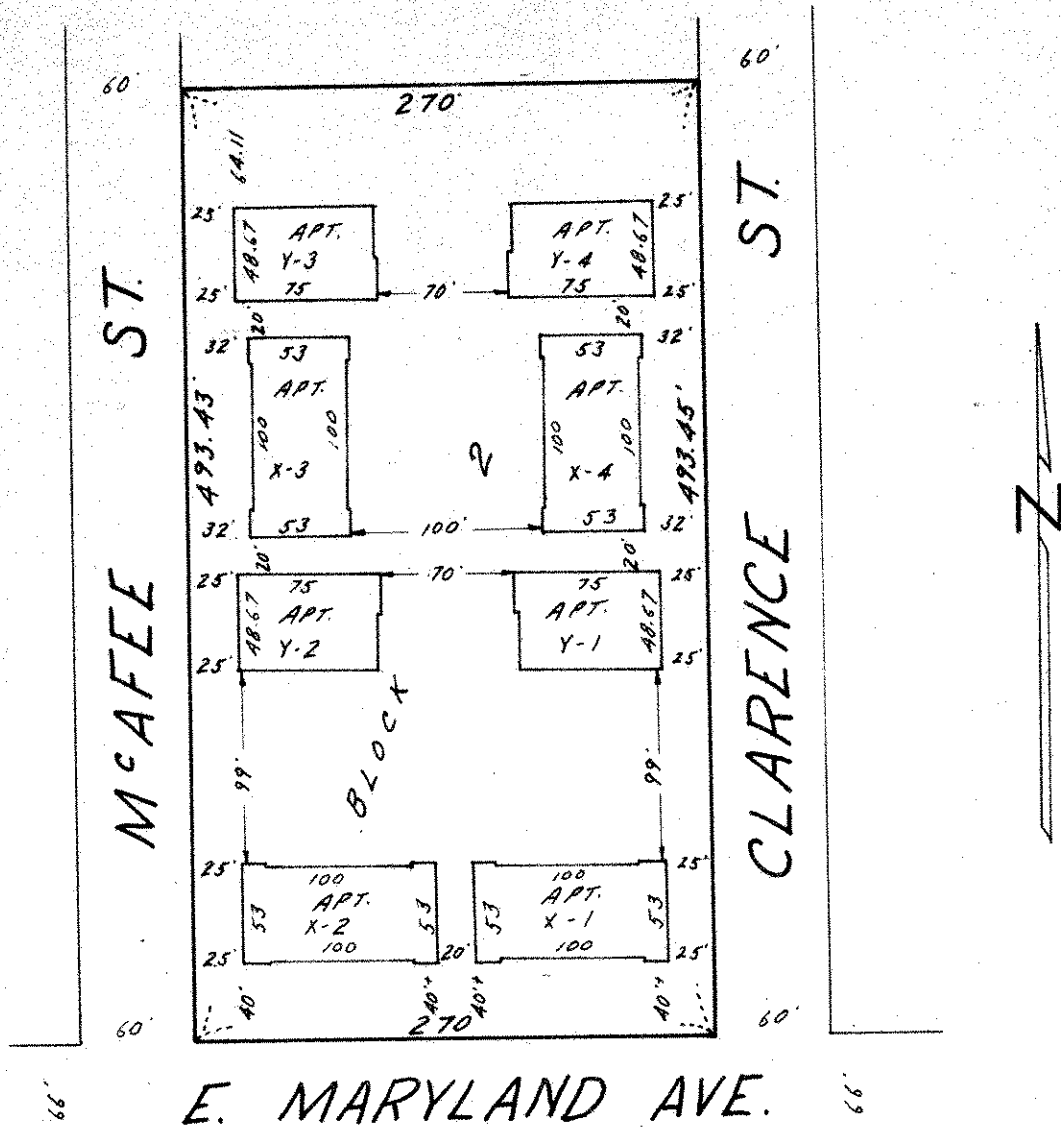 60' 60'
270'
64.11
25' 25'
APT. Y-3 48.67 75
APT. Y-4 48.67 75
25' 70' 25'
20' 20'
32' 32'
53 APT. X-3 100 100 53
53 APT. X-4 100 100 53
493.43' 493.45'
2
32' 100' 32'
20' 20'
25' 70' 25'
75 APT. Y-2 48.67
75 APT. Y-1 48.67
25' 25'
ST. ST.
McAFEE CLARENCE
N
BLOCK
99' 99'
25' 25'
100 APT. X-2 53 53 100
100 APT. X-1 53 53 100
25' 20' 25'
40' 40'+ 40'+ 40'+
60' 270' 60'
66' 66'
E. MARYLAND AVE.